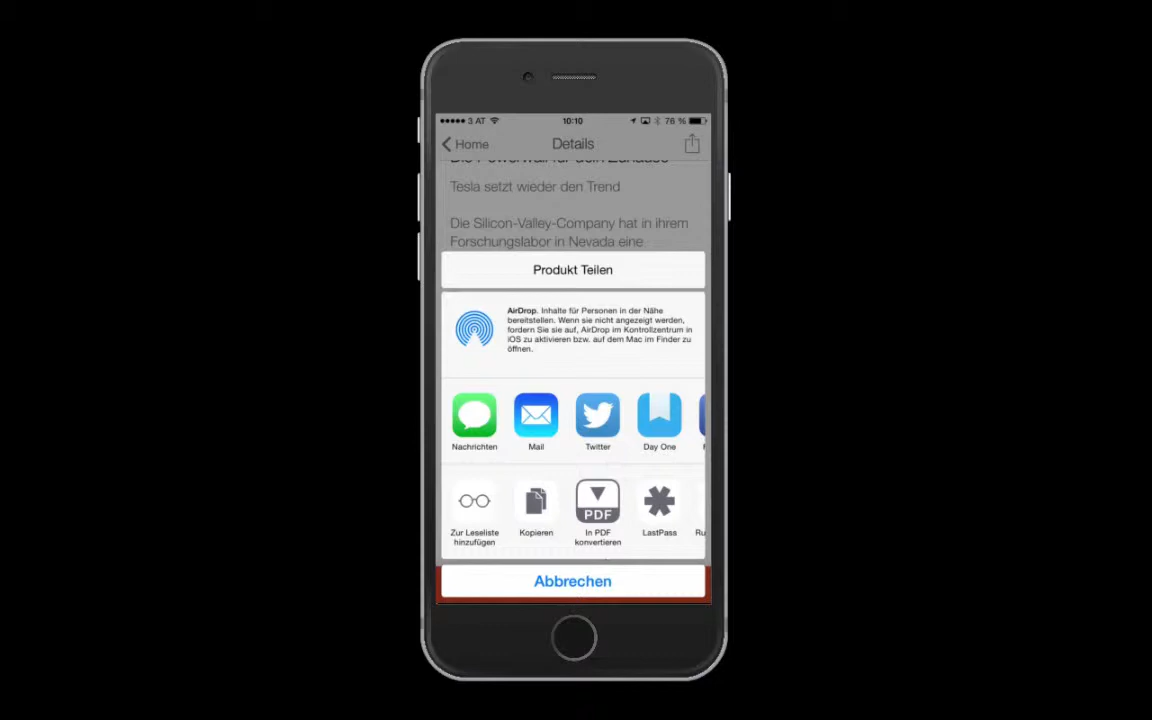 3 AT 10:10 76 %
Home Details
Die Powerwall für dein Zuhause
Tesla setzt wieder den Trend
Die Silicon-Valley-Company hat in ihrem
Forschungslabor in Nevada eine
Produkt Teilen
AirDrop. Inhalte für Personen in der Nähe
bereitstellen. Wenn sie nicht angezeigt werden,
fordern Sie sie auf, AirDrop im Kontrollzentrum in
iOS zu aktivieren bzw. auf dem Mac im Finder zu
öffnen.
Nachrichten Mail Twitter Day One
PDF
Zur Leseliste Kopieren In PDF LastPass Ru
hinzufügen konvertieren
Abbrechen